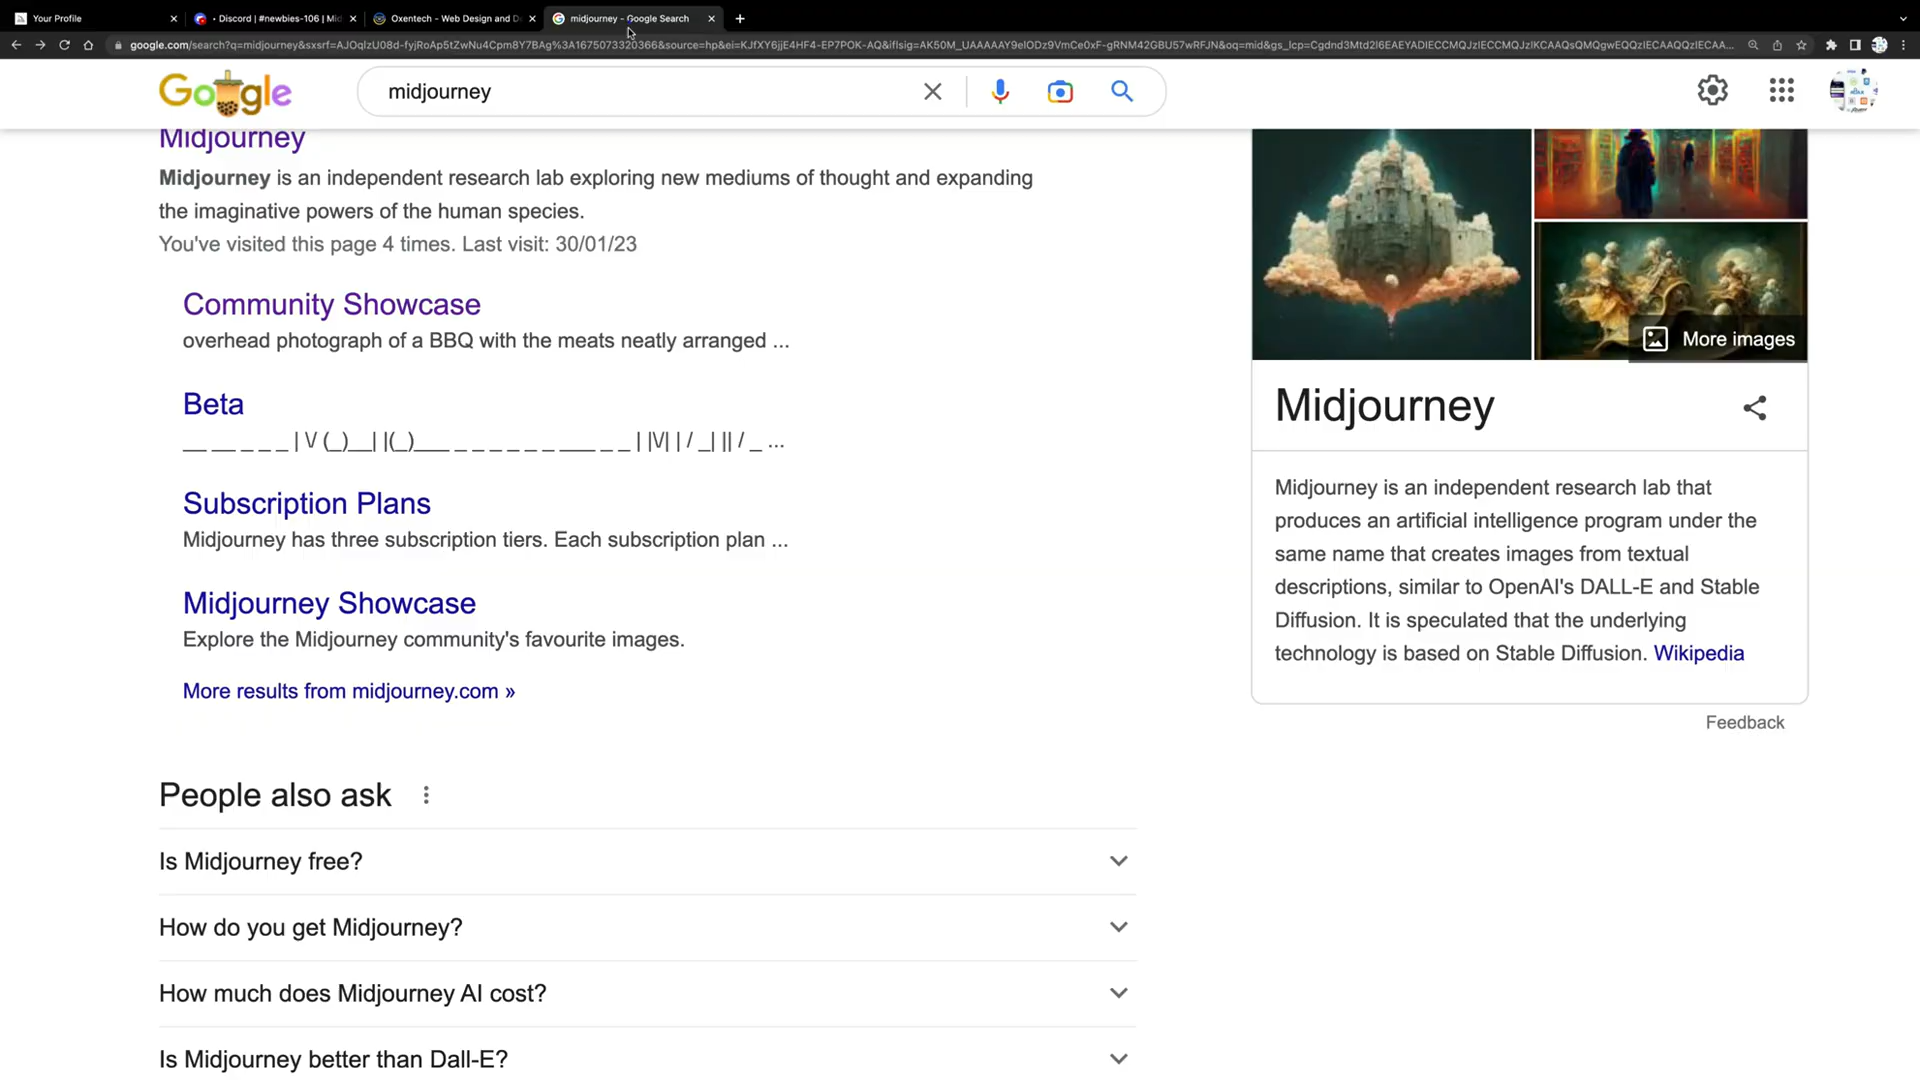 Your Profile
• Discord | #newbies-106 | Mid
Oxentech - Web Design and D
midjourney - Google Search
Google
midjourney
Midjourney
Midjourney is an independent research lab exploring new mediums of thought and expanding
the imaginative powers of the human species.
You've visited this page 4 times. Last visit: 30/01/23
Community Showcase
overhead photograph of a BBQ with the meats neatly arranged ...
Beta
__ __ _ _ _ | \/ (_)__| |(_)___ _ _ _ _ _ _ ___ _ _ | |\/| | / _| || / _ ...
Subscription Plans
Midjourney has three subscription tiers. Each subscription plan ...
Midjourney Showcase
Explore the Midjourney community's favourite images.
More results from midjourney.com »
More images
Midjourney
Midjourney is an independent research lab that
produces an artificial intelligence program under the
same name that creates images from textual
descriptions, similar to OpenAI's DALL-E and Stable
Diffusion. It is speculated that the underlying
technology is based on Stable Diffusion. Wikipedia
Feedback
People also ask
Is Midjourney free?
How do you get Midjourney?
How much does Midjourney AI cost?
Is Midjourney better than Dall-E?